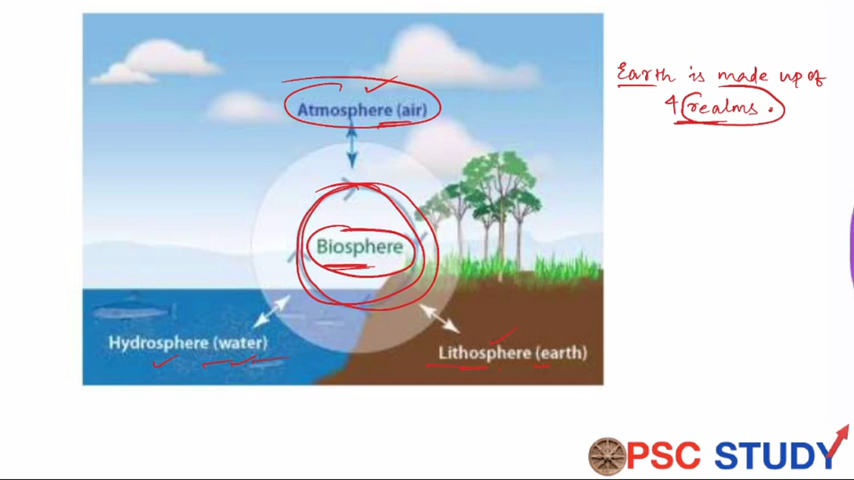 Earth is made up of
4 realms.
Atmosphere (air)
Biosphere
Hydrosphere (water)
Lithosphere (earth)
PSC STUDY